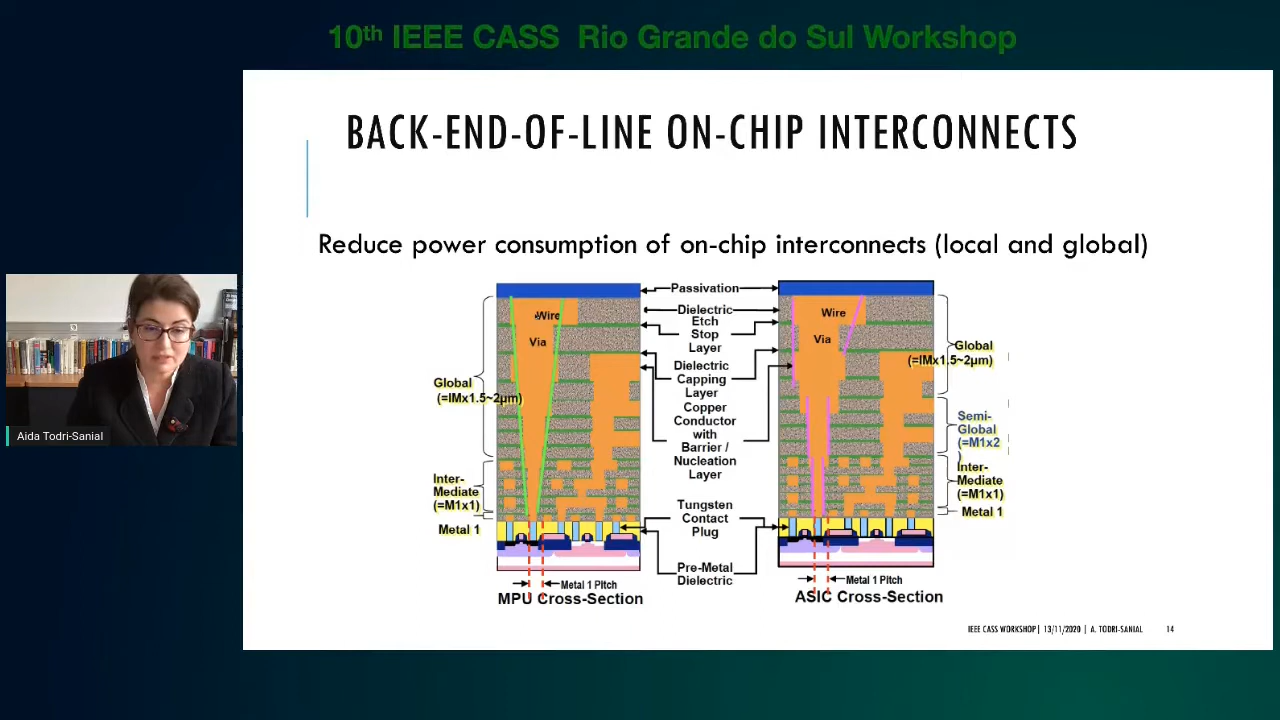 10th IEEE CASS Rio Grande do Sul Workshop
BACK-END-OF-LINE ON-CHIP INTERCONNECTS
Reduce power consumption of on-chip interconnects (local and global)
Passivation
Dielectric
Etch
Stop
Layer
Dielectric
Capping
Layer
Copper
Conductor
with
Barrier /
Nucleation
Layer
Tungsten
Contact
Plug
Pre-Metal
Dielectric
Wire
Via
Global
(=IMx1.5~2µm)
Inter-
Mediate
(=M1x1)
Metal 1
Metal 1 Pitch
MPU Cross-Section
Wire
Via
Global
(=IMx1.5~2µm)
Semi-
Global
(=M1x2
)
Inter-
Mediate
(=M1x1)
Metal 1
Metal 1 Pitch
ASIC Cross-Section
Aida Todri-Sanial
IEEE CASS WORKSHOP| 13/11/2020 | A. TODRI-SANIAL 14